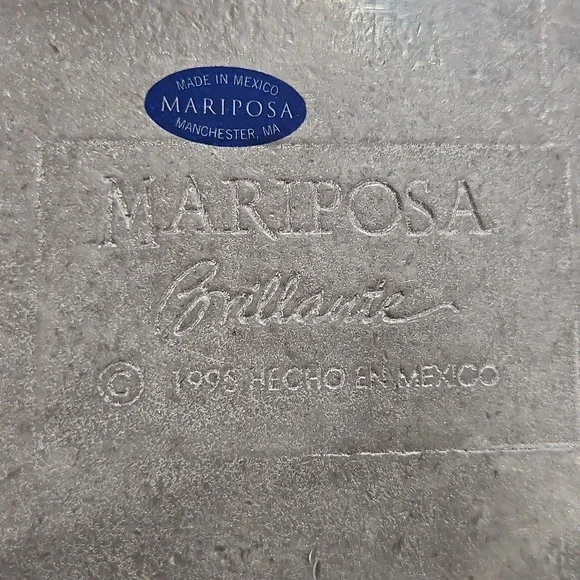 MADE IN MEXICO
MARIPOSA
MANCHESTER, MA
MARIPOSA
Brillante
© 1995 HECHO EN MEXICO